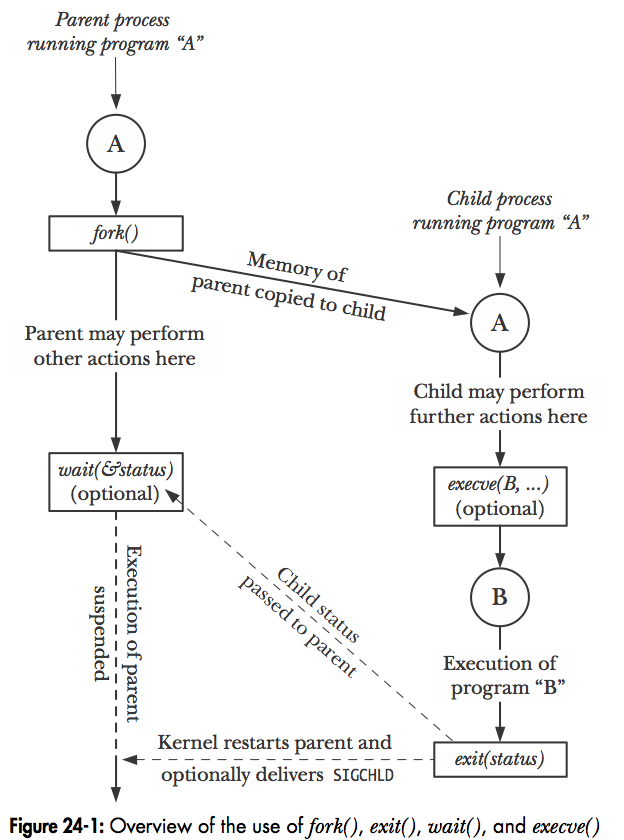 Parent process
running program “A”
A
fork()
Memory of
parent copied to child
Child process
running program “A”
A
Parent may perform
other actions here
Child may perform
further actions here
wait(&status)
(optional)
execve(B, ...)
(optional)
B
Execution of parent
suspended
Child status
passed to parent
Execution of
program “B”
exit(status)
Kernel restarts parent and
optionally delivers SIGCHLD
Figure 24-1: Overview of the use of fork(), exit(), wait(), and execve()